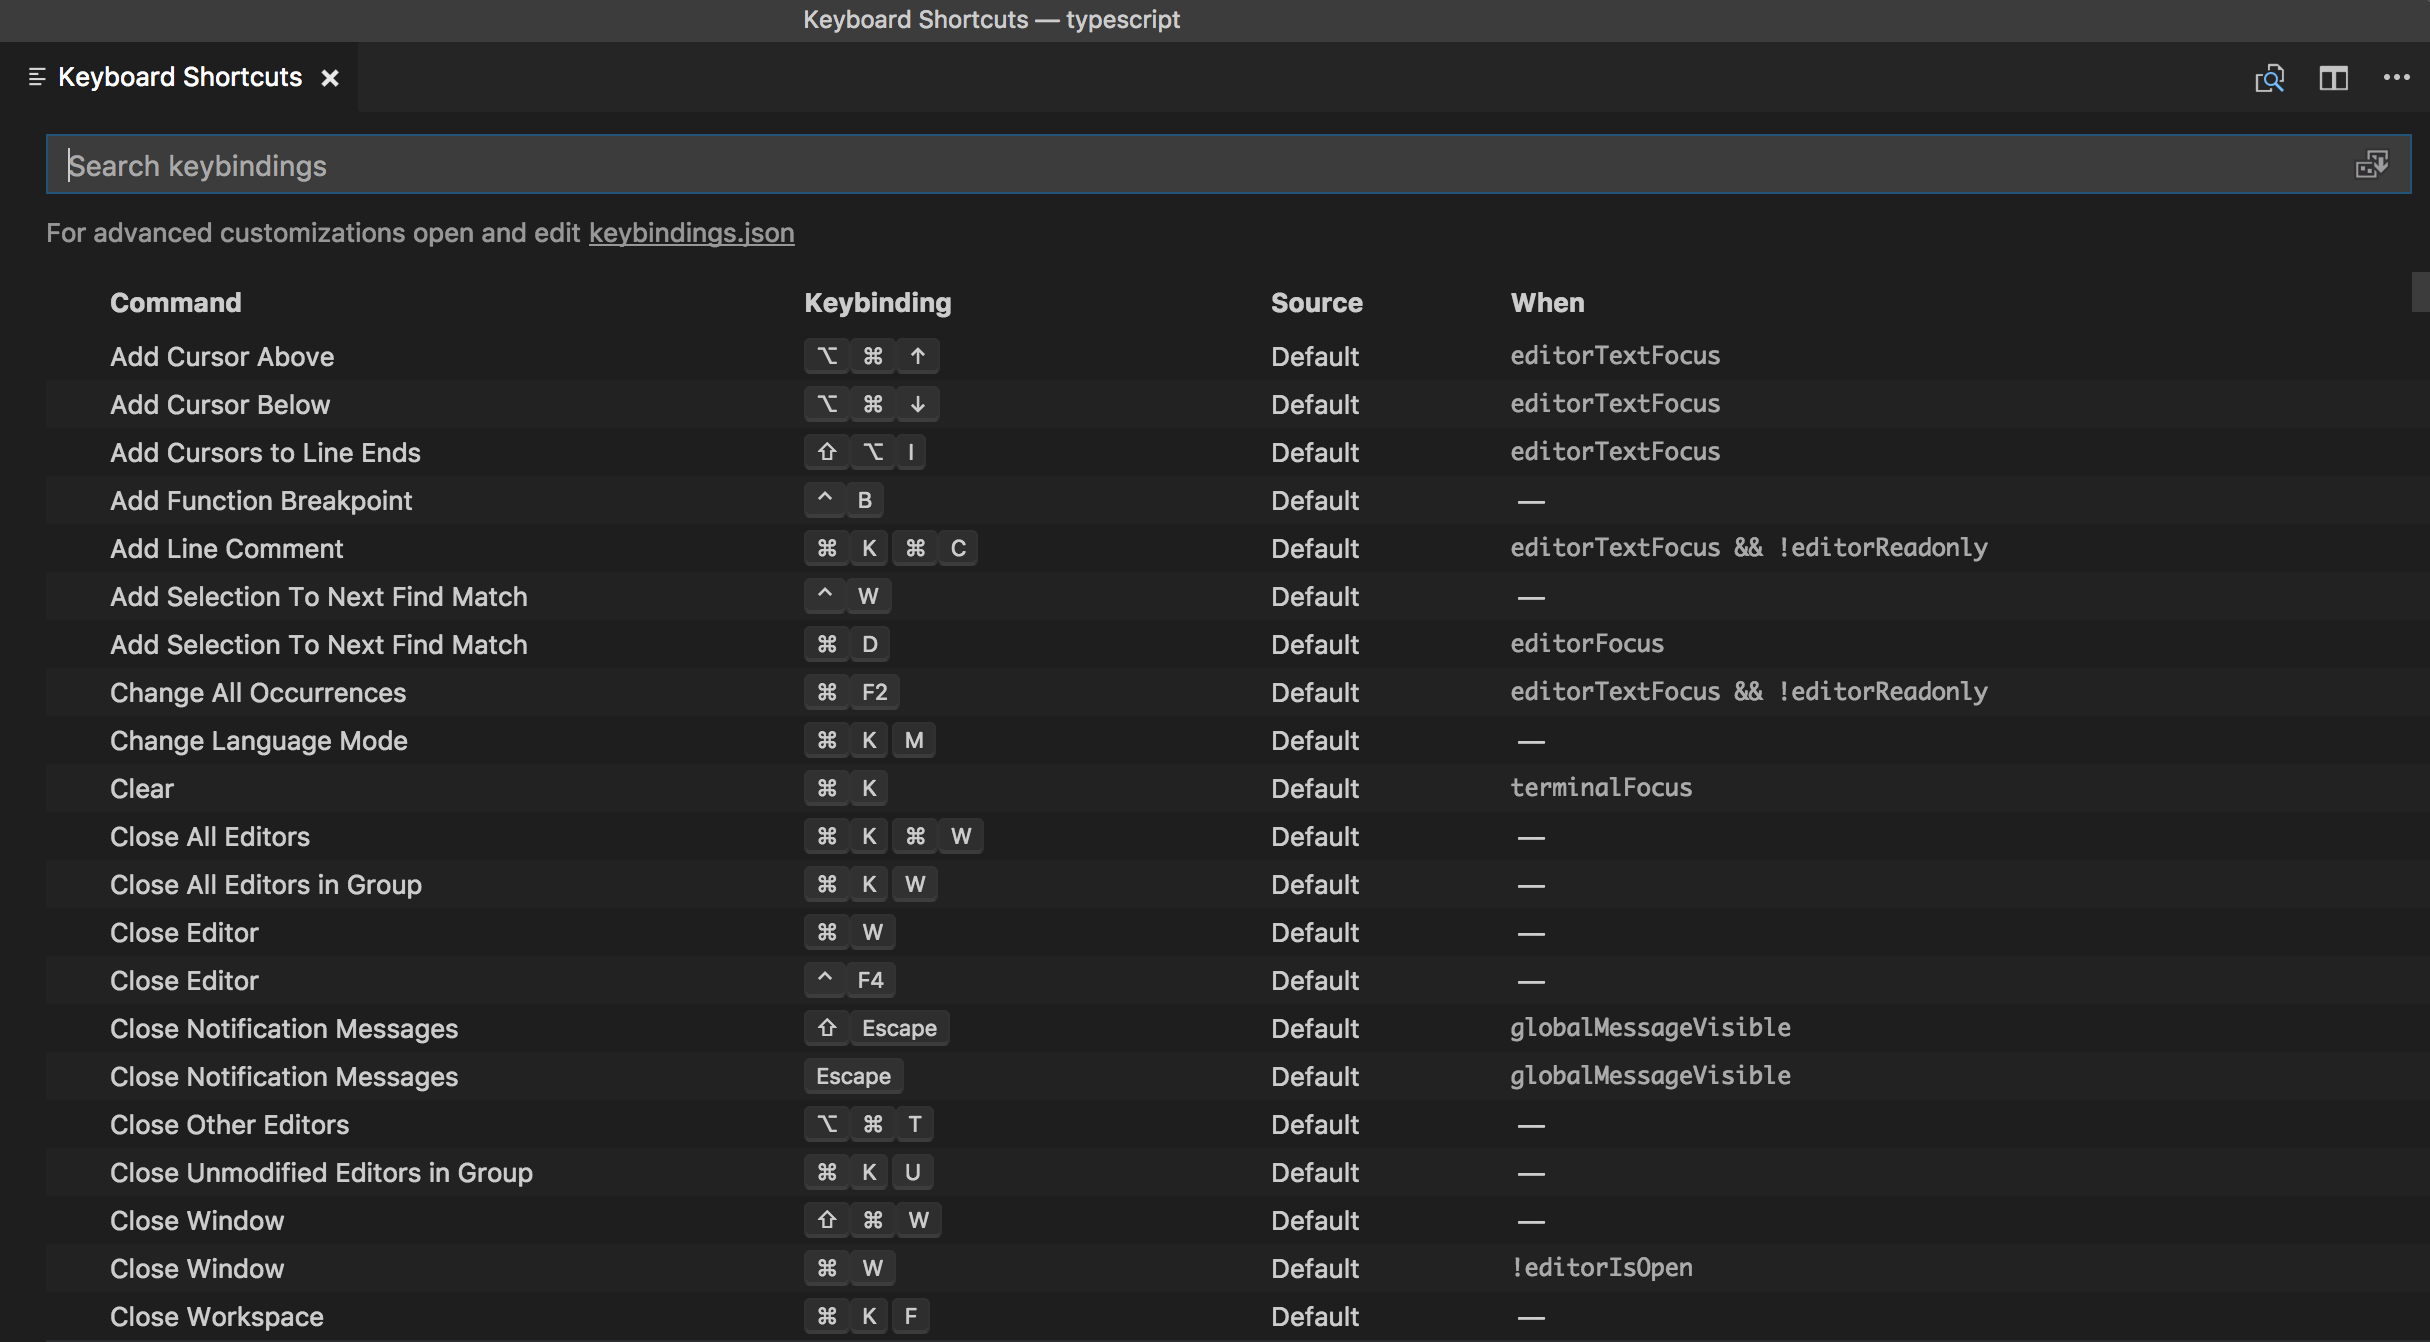 Keyboard Shortcuts — typescript
Keyboard Shortcuts
Search keybindings
For advanced customizations open and edit keybindings.json
Command Keybinding Source When
Add Cursor Above ⌥ ⌘ ↑ Default editorTextFocus
Add Cursor Below ⌥ ⌘ ↓ Default editorTextFocus
Add Cursors to Line Ends ⇧ ⌥ I Default editorTextFocus
Add Function Breakpoint ^ B Default —
Add Line Comment ⌘ K ⌘ C Default editorTextFocus && !editorReadonly
Add Selection To Next Find Match ^ W Default —
Add Selection To Next Find Match ⌘ D Default editorFocus
Change All Occurrences ⌘ F2 Default editorTextFocus && !editorReadonly
Change Language Mode ⌘ K M Default —
Clear ⌘ K Default terminalFocus
Close All Editors ⌘ K ⌘ W Default —
Close All Editors in Group ⌘ K W Default —
Close Editor ⌘ W Default —
Close Editor ^ F4 Default —
Close Notification Messages ⇧ Escape Default globalMessageVisible
Close Notification Messages Escape Default globalMessageVisible
Close Other Editors ⌥ ⌘ T Default —
Close Unmodified Editors in Group ⌘ K U Default —
Close Window ⇧ ⌘ W Default —
Close Window ⌘ W Default !editorIsOpen
Close Workspace ⌘ K F Default —